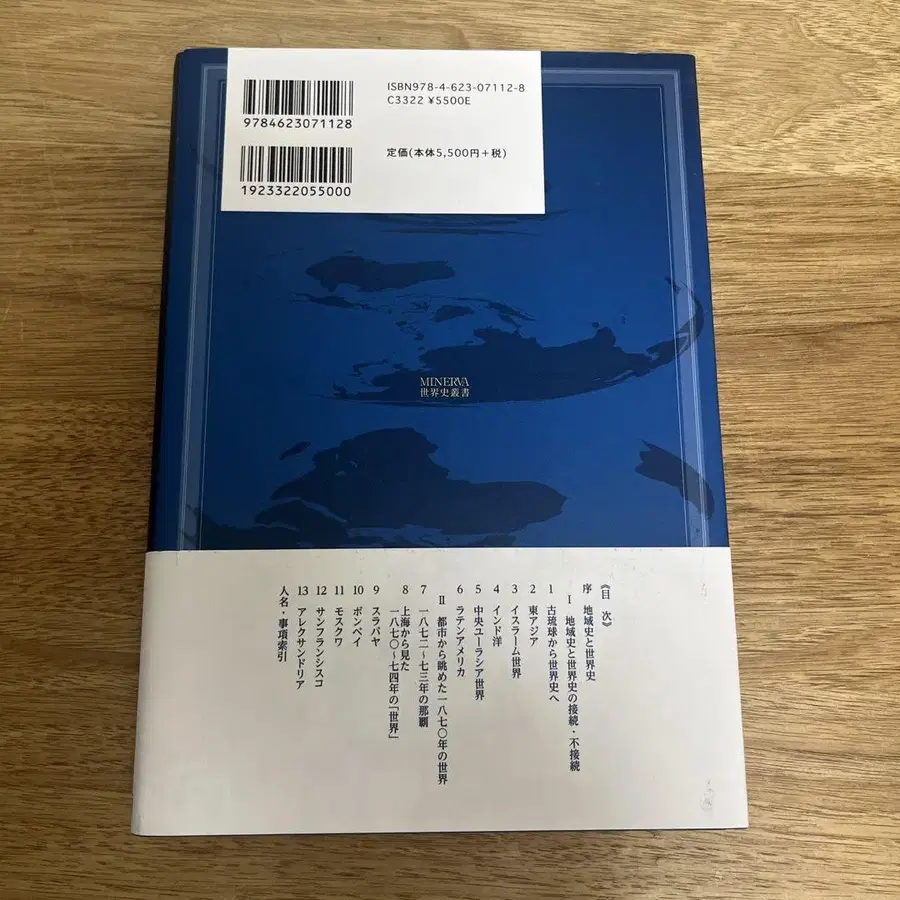 ISBN978-4-623-07112-8
C3322 ¥5500E
9784623071128
定価(本体5,500円+税)
1923322055000
MINERVA
世界史叢書
《目 次》
序 地域史と世界史
Ⅰ 地域史と世界史の接続・不接続
1 古琉球から世界史へ
2 東アジア
3 イスラーム世界
4 インド洋
5 中央ユーラシア世界
6 ラテンアメリカ
Ⅱ 都市から眺めた一八七〇年の世界
7 一八七二~七三年の那覇
8 上海から見た
一八七〇~七四年の「世界」
9 スラバヤ
10 ボンベイ
11 モスクワ
12 サンフランシスコ
13 アレクサンドリア
人名・事項索引